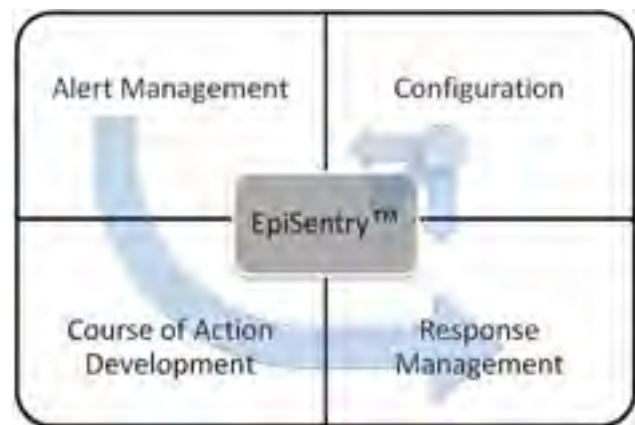 Alert Management
Configuration
EpiSentry™
Course of Action
Development
Response
Management